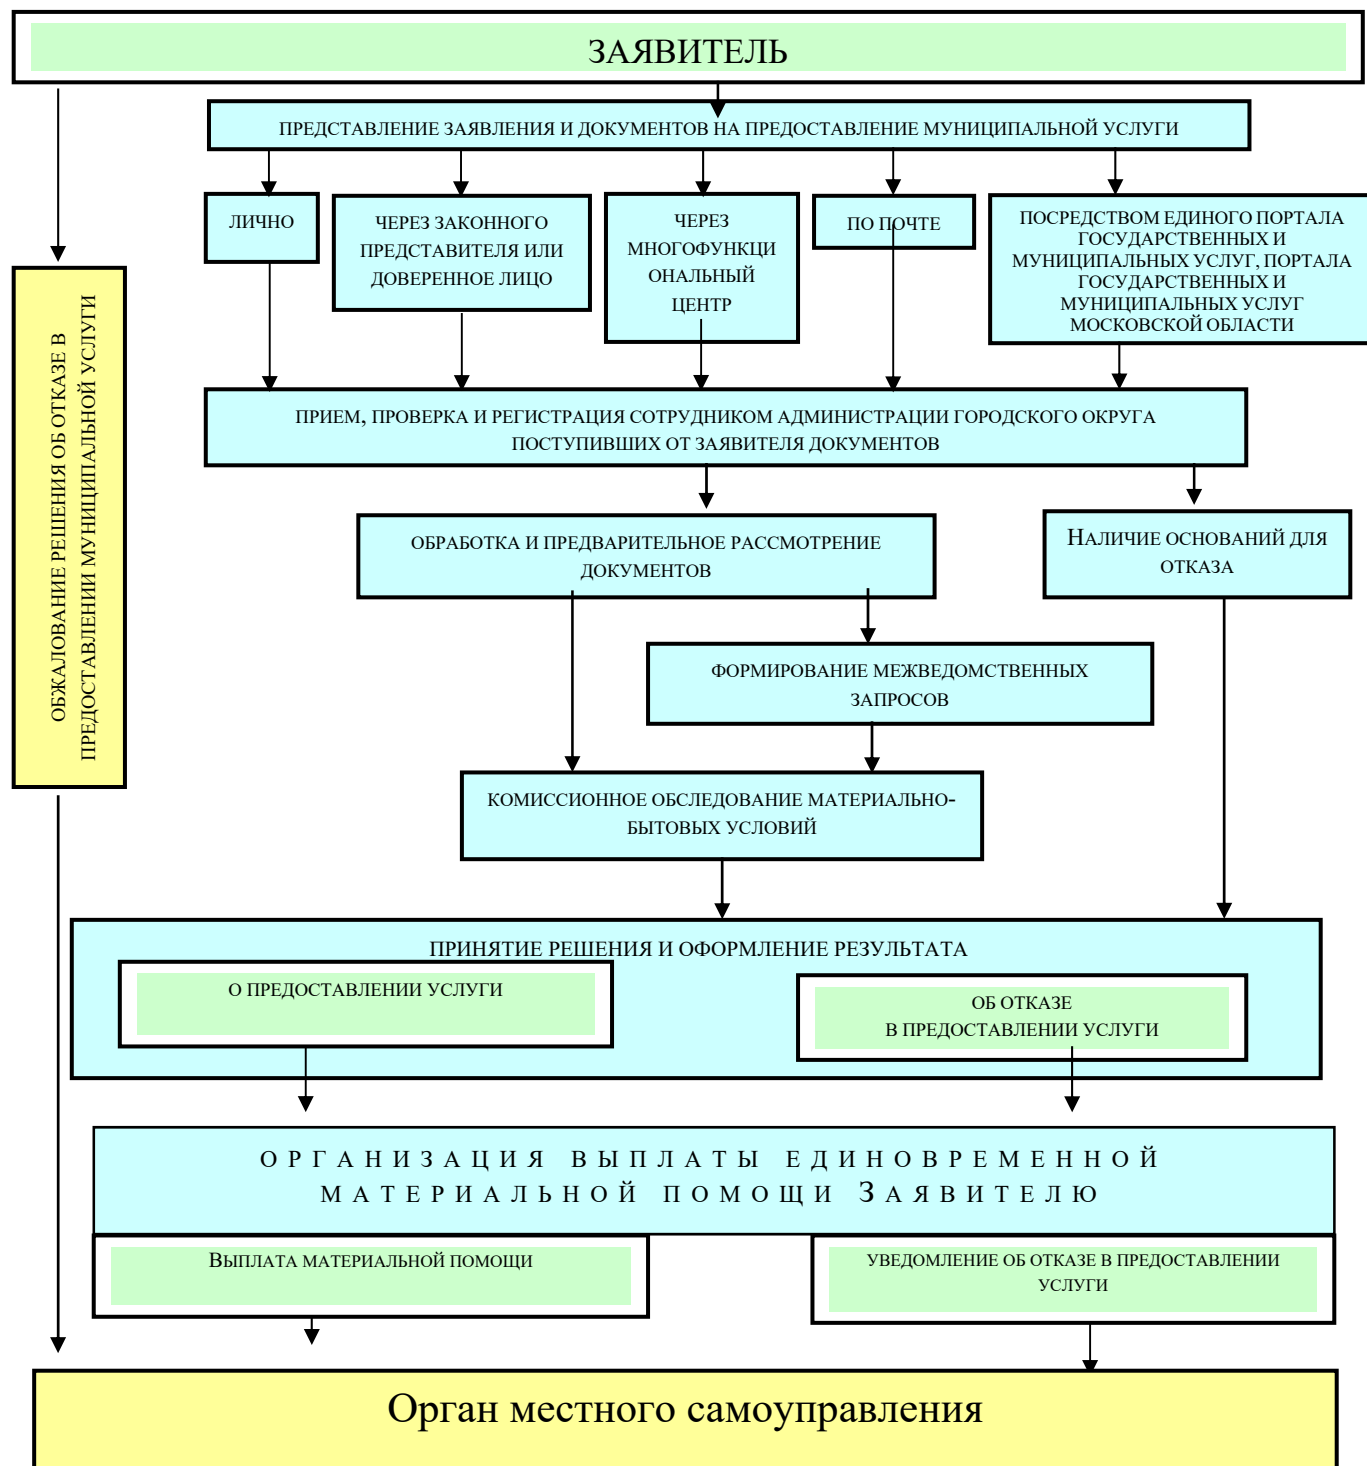 ЗАЯВИТЕЛЬ
ПРЕДСТАВЛЕНИЕ ЗАЯВЛЕНИЯ И ДОКУМЕНТОВ НА ПРЕДОСТАВЛЕНИЕ МУНИЦИПАЛЬНОЙ УСЛУГИ
ЛИЧНО
ЧЕРЕЗ ЗАКОННОГО
ПРЕДСТАВИТЕЛЯ ИЛИ
ДОВЕРЕННОЕ ЛИЦО
ЧЕРЕЗ
МНОГОФУНКЦИ
ОНАЛЬНЫЙ
ЦЕНТР
ПО ПОЧТЕ
ПОСРЕДСТВОМ ЕДИНОГО ПОРТАЛА
ГОСУДАРСТВЕННЫХ И
МУНИЦИПАЛЬНЫХ УСЛУГ, ПОРТАЛА
ГОСУДАРСТВЕННЫХ И
МУНИЦИПАЛЬНЫХ УСЛУГ
МОСКОВСКОЙ ОБЛАСТИ
ОБЖАЛОВАНИЕ РЕШЕНИЯ ОБ ОТКАЗЕ В
ПРЕДОСТАВЛЕНИИ МУНИЦИПАЛЬНОЙ УСЛУГИ
ПРИЕМ, ПРОВЕРКА И РЕГИСТРАЦИЯ СОТРУДНИКОМ АДМИНИСТРАЦИИ ГОРОДСКОГО ОКРУГА
ПОСТУПИВШИХ ОТ ЗАЯВИТЕЛЯ ДОКУМЕНТОВ
ОБРАБОТКА И ПРЕДВАРИТЕЛЬНОЕ РАССМОТРЕНИЕ
ДОКУМЕНТОВ
НАЛИЧИЕ ОСНОВАНИЙ ДЛЯ
ОТКАЗА
ФОРМИРОВАНИЕ МЕЖВЕДОМСТВЕННЫХ
ЗАПРОСОВ
КОМИССИОННОЕ ОБСЛЕДОВАНИЕ МАТЕРИАЛЬНО-
БЫТОВЫХ УСЛОВИЙ
ПРИНЯТИЕ РЕШЕНИЯ И ОФОРМЛЕНИЕ РЕЗУЛЬТАТА
О ПРЕДОСТАВЛЕНИИ УСЛУГИ
ОБ ОТКАЗЕ
В ПРЕДОСТАВЛЕНИИ УСЛУГИ
ОРГАНИЗАЦИЯ ВЫПЛАТЫ ЕДИНОВРЕМЕННОЙ
МАТЕРИАЛЬНОЙ ПОМОЩИ ЗАЯВИТЕЛЮ
ВЫПЛАТА МАТЕРИАЛЬНОЙ ПОМОЩИ
УВЕДОМЛЕНИЕ ОБ ОТКАЗЕ В ПРЕДОСТАВЛЕНИИ
УСЛУГИ
Орган местного самоуправления